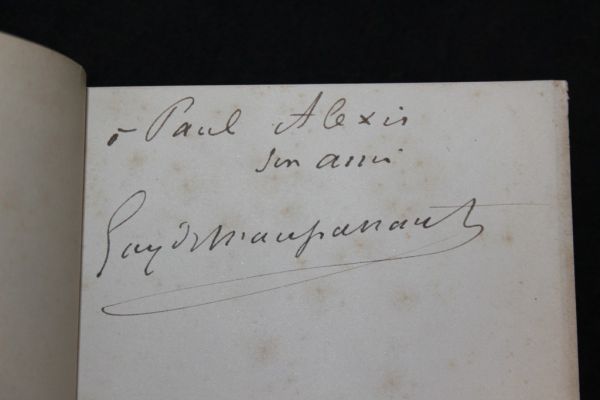 à Paul Alexis
son ami
Guy de Maupassant